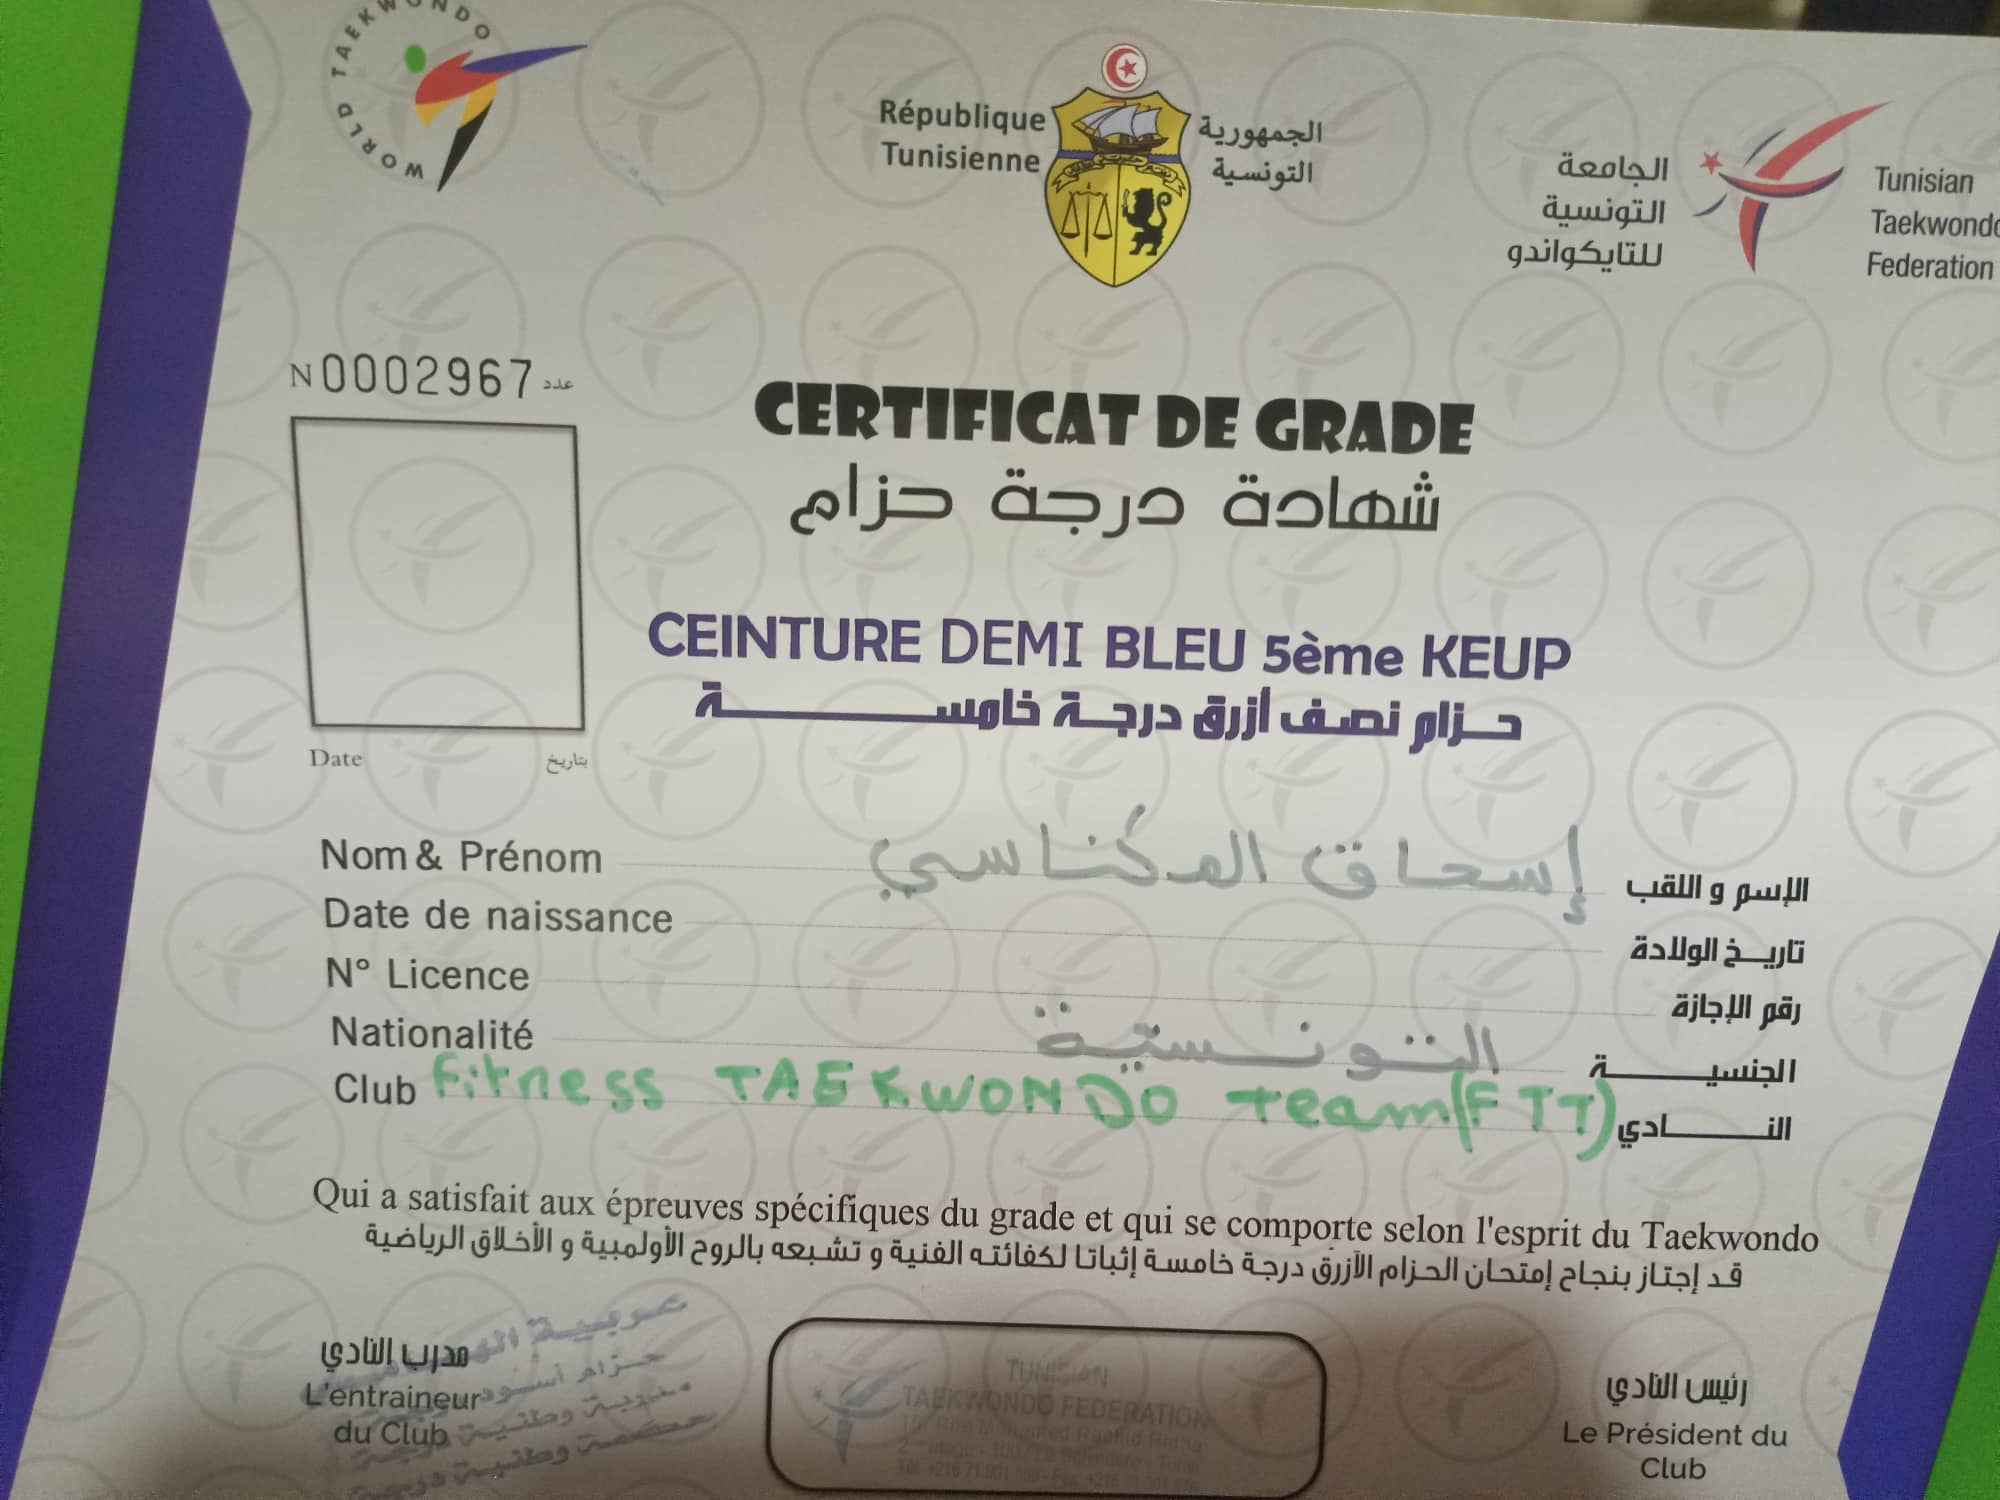 WORLD TAEKWONDO
République Tunisienne
الجمهورية التونسية
الجامعة التونسية للتايكواندو
Tunisian Taekwondo Federation
N 0002967 عدد
CERTIFICAT DE GRADE
شهادة درجة حزام
CEINTURE DEMI BLEU 5ème KEUP
حزام نصف أزرق درجة خامسة
Date بتاريخ
Nom & Prénom إسحاق المكناسي الإسم و اللقب
Date de naissance تاريخ الولادة
N° Licence رقم الإجازة
Nationalité التونسيّة الجنسية
Club Fitness TAEKWONDO team (FTT) النادي
Qui a satisfait aux épreuves spécifiques du grade et qui se comporte selon l'esprit du Taekwondo
قد إجتاز بنجاح إمتحان الحزام الأزرق درجة خامسة إثباتا لكفائته الفنية و تشبعه بالروح الأولمبية و الأخلاق الرياضية
مدرب النادي
L'entraineur du Club
حزام أسود
TUNISIAN
TAEKWONDO FEDERATION
رئيس النادي
Le Président du Club